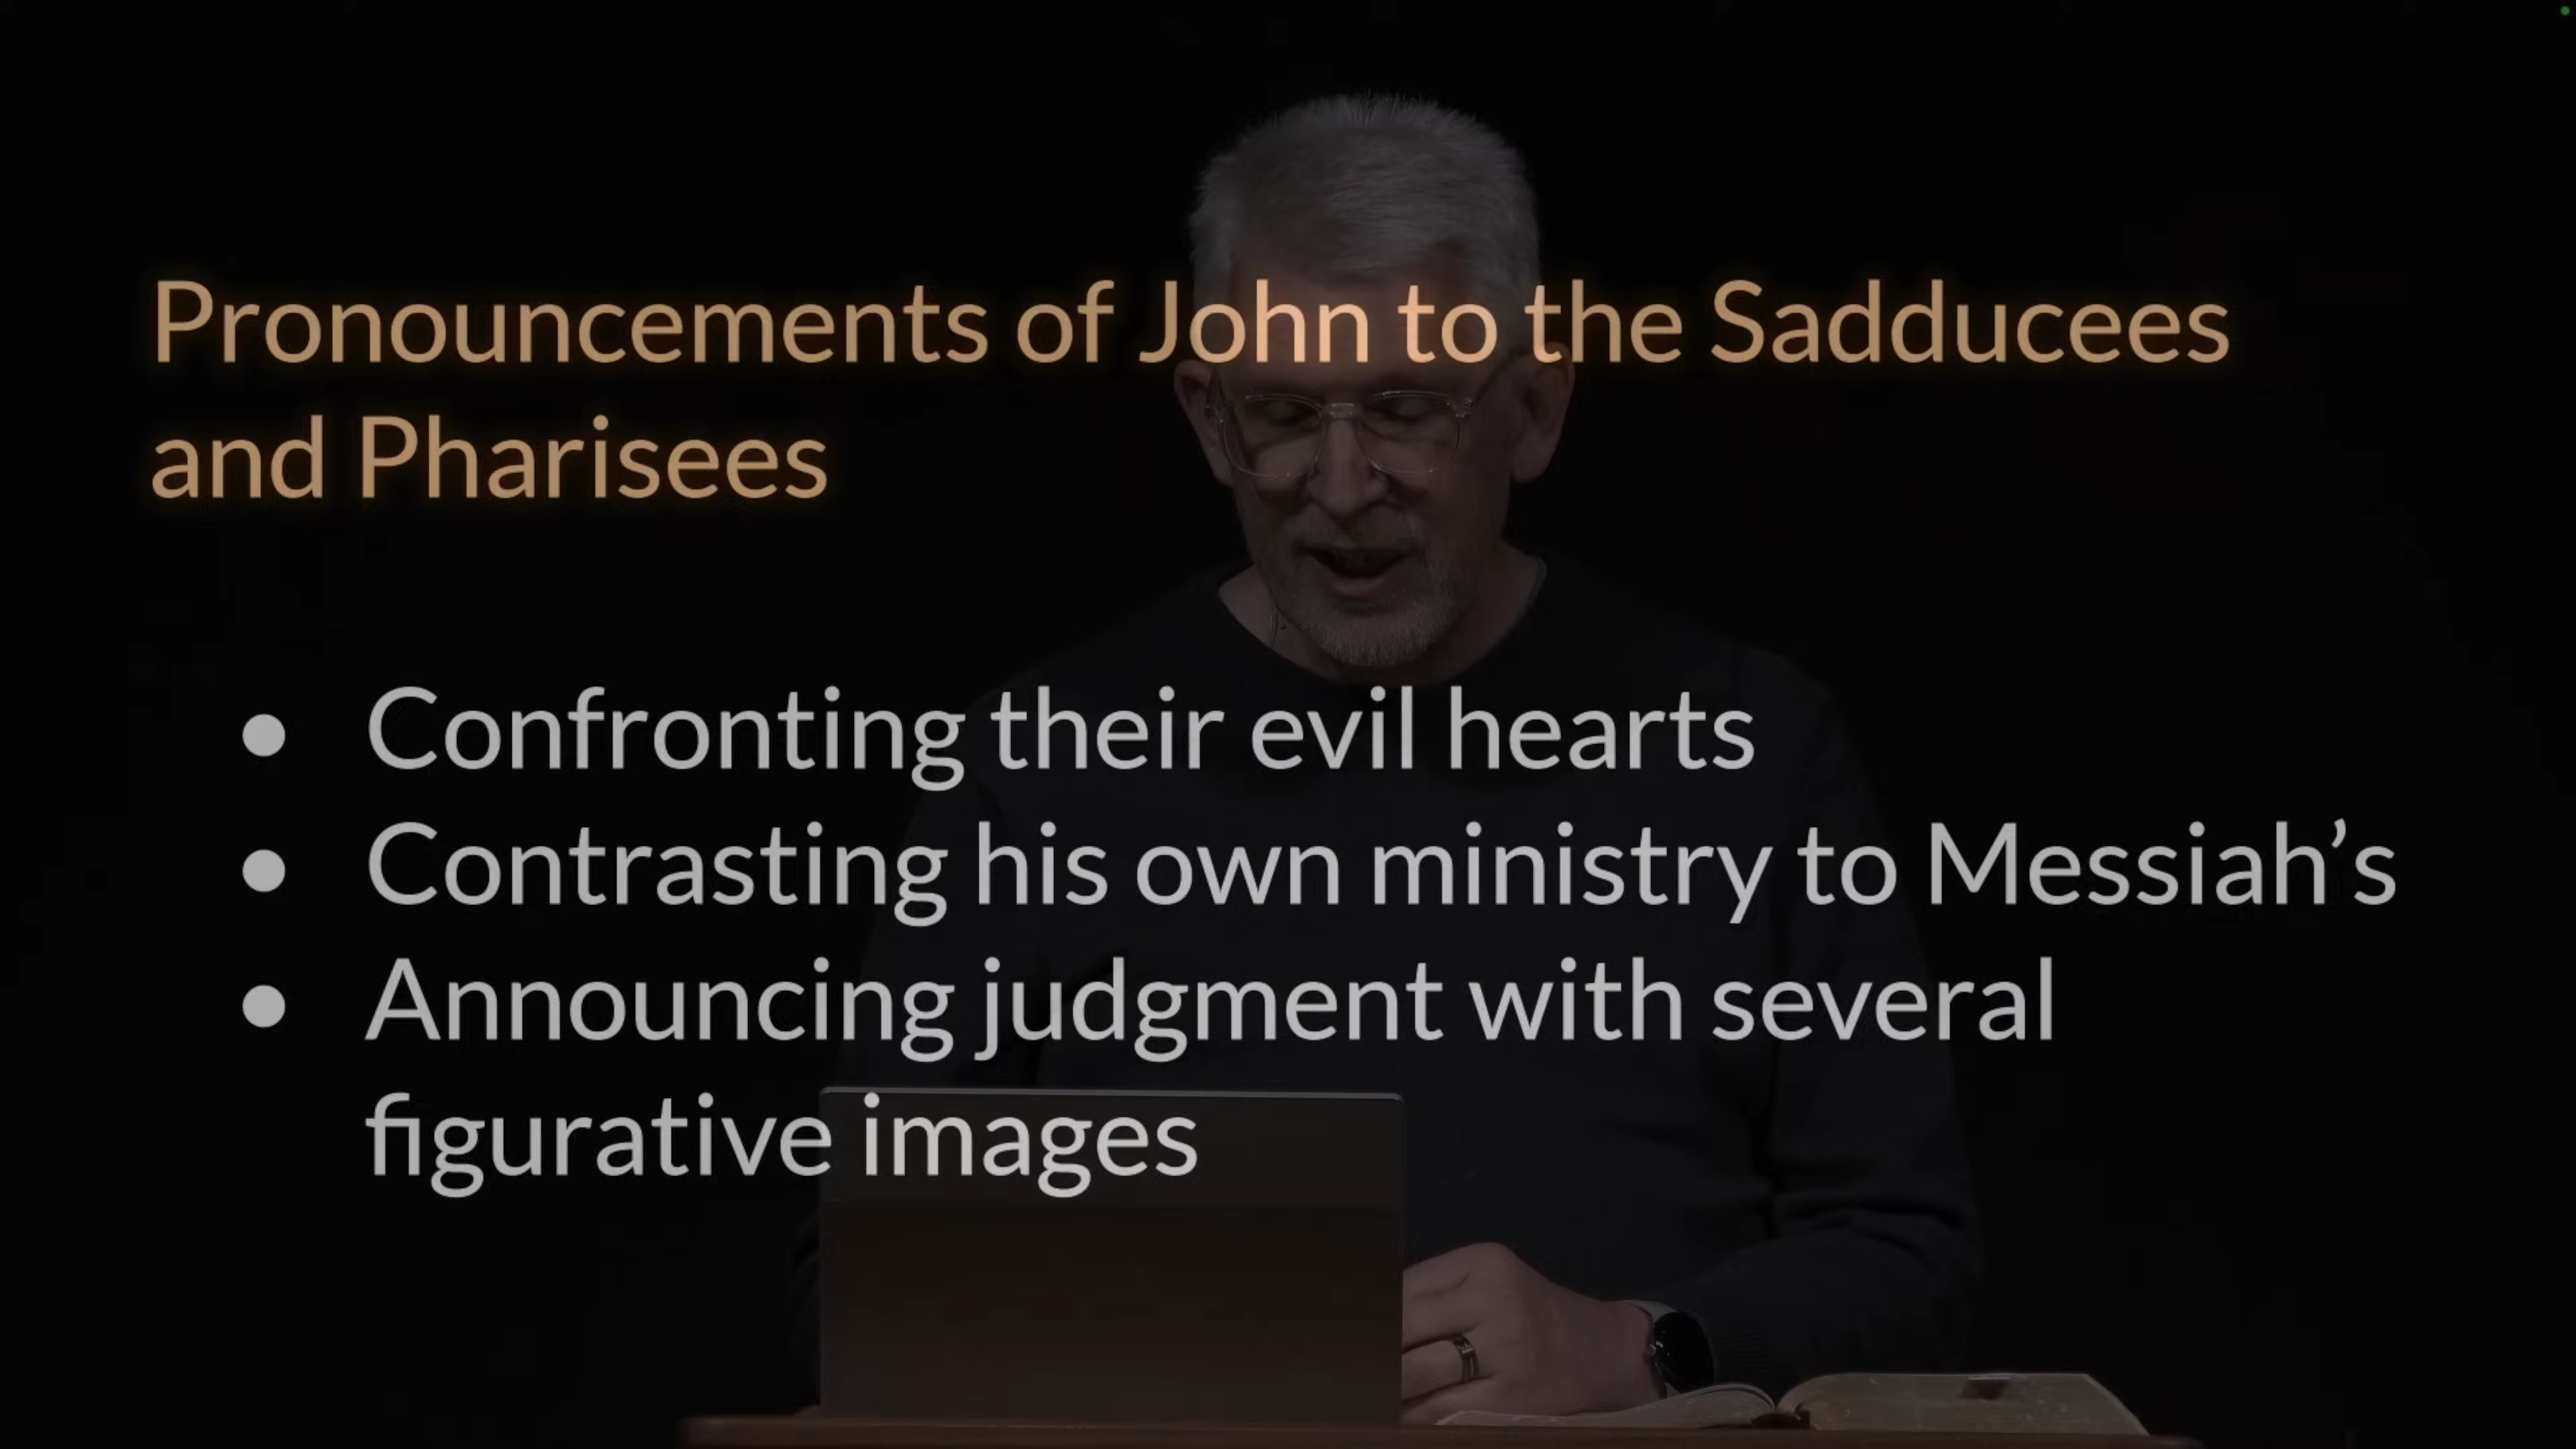 Pronouncements of John to the Sadducees
and Pharisees
● Confronting their evil hearts
● Contrasting his own ministry to Messiah’s
● Announcing judgment with several
figurative images